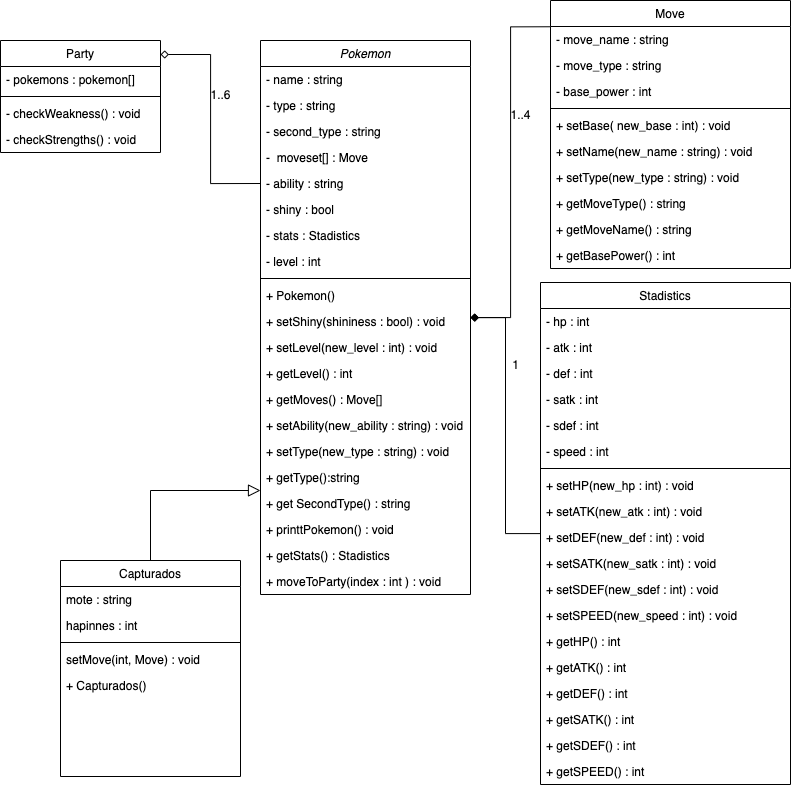 Party
- pokemons : pokemon[]
- checkWeakness() : void
- checkStrengths() : void
1..6
Pokemon
- name : string
- type : string
- second_type : string
-  moveset[] : Move
- ability : string
- shiny : bool
- stats : Stadistics
- level : int
+ Pokemon()
+ setShiny(shininess : bool) : void
+ setLevel(new_level : int) : void
+ getLevel() : int
+ getMoves() : Move[]
+ setAbility(new_ability : string) : void
+ setType(new_type : string) : void
+ getType():string
+ get SecondType() : string
+ printtPokemon() : void
+ getStats() : Stadistics
+ moveToParty(index : int ) : void
1..4
1
Move
- move_name : string
- move_type : string
- base_power : int
+ setBase( new_base : int) : void
+ setName(new_name : string) : void
+ setType(new_type : string) : void
+ getMoveType() : string
+ getMoveName() : string
+ getBasePower() : int
Stadistics
- hp : int
- atk : int
- def : int
- satk : int
- sdef : int
- speed : int
+ setHP(new_hp : int) : void
+ setATK(new_atk : int) : void
+ setDEF(new_def : int) : void
+ setSATK(new_satk : int) : void
+ setSDEF(new_sdef : int) : void
+ setSPEED(new_speed : int) : void
+ getHP() : int
+ getATK() : int
+ getDEF() : int
+ getSATK() : int
+ getSDEF() : int
+ getSPEED() : int
Capturados
mote : string
hapinnes : int
setMove(int, Move) : void
+ Capturados()